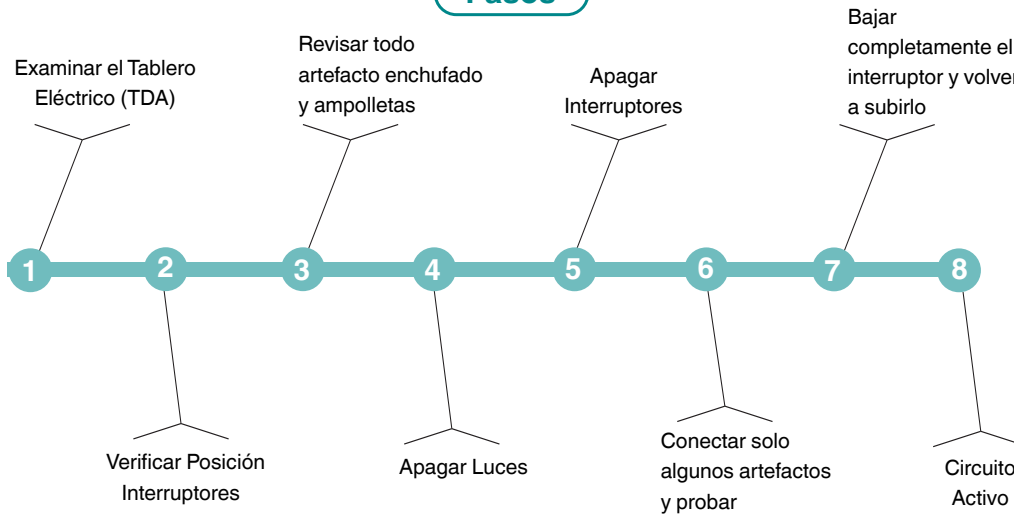 Pasos
Examinar el Tablero
Eléctrico (TDA)
Revisar todo
artefacto enchufado
y ampolletas
Apagar
Interruptores
Bajar
completamente el
interruptor y volver
a subirlo
1
2
3
4
5
6
7
8
Verificar Posición
Interruptores
Apagar Luces
Conectar solo
algunos artefactos
y probar
Circuito
Activo